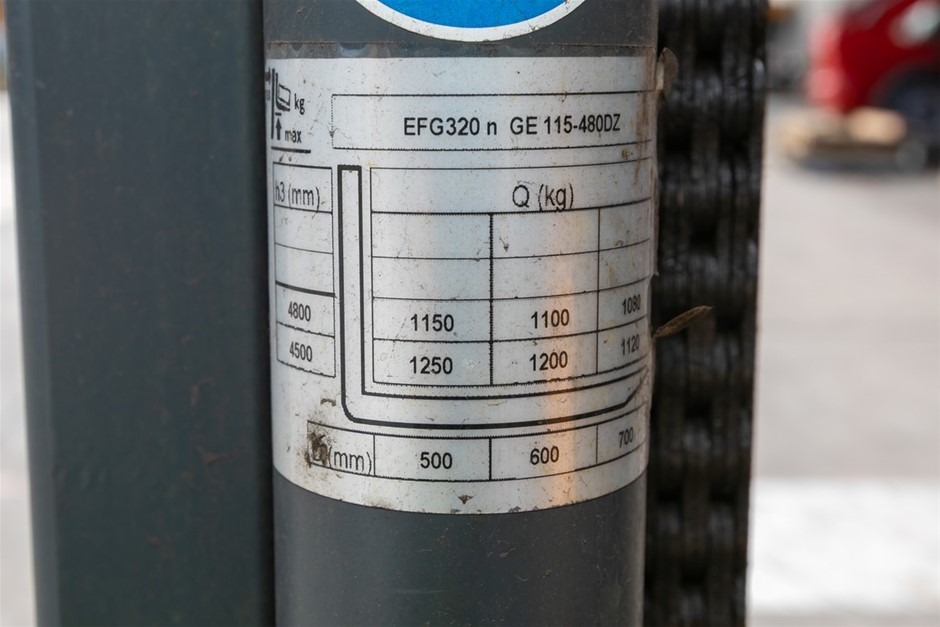 kg
max
EFG320 n GE 115-480DZ
h3 (mm) Q (kg)
4800 1150 1100 1080
4500 1250 1200 1120
(mm) 500 600 700